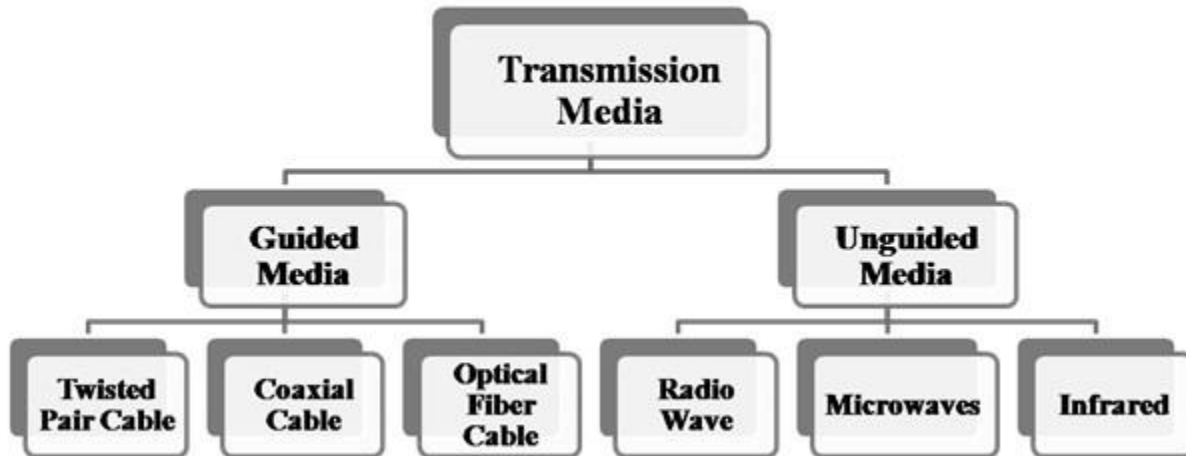 Transmission
Media
Guided
Media
Unguided
Media
Twisted
Pair Cable
Coaxial
Cable
Optical
Fiber
Cable
Radio
Wave
Microwaves
Infrared